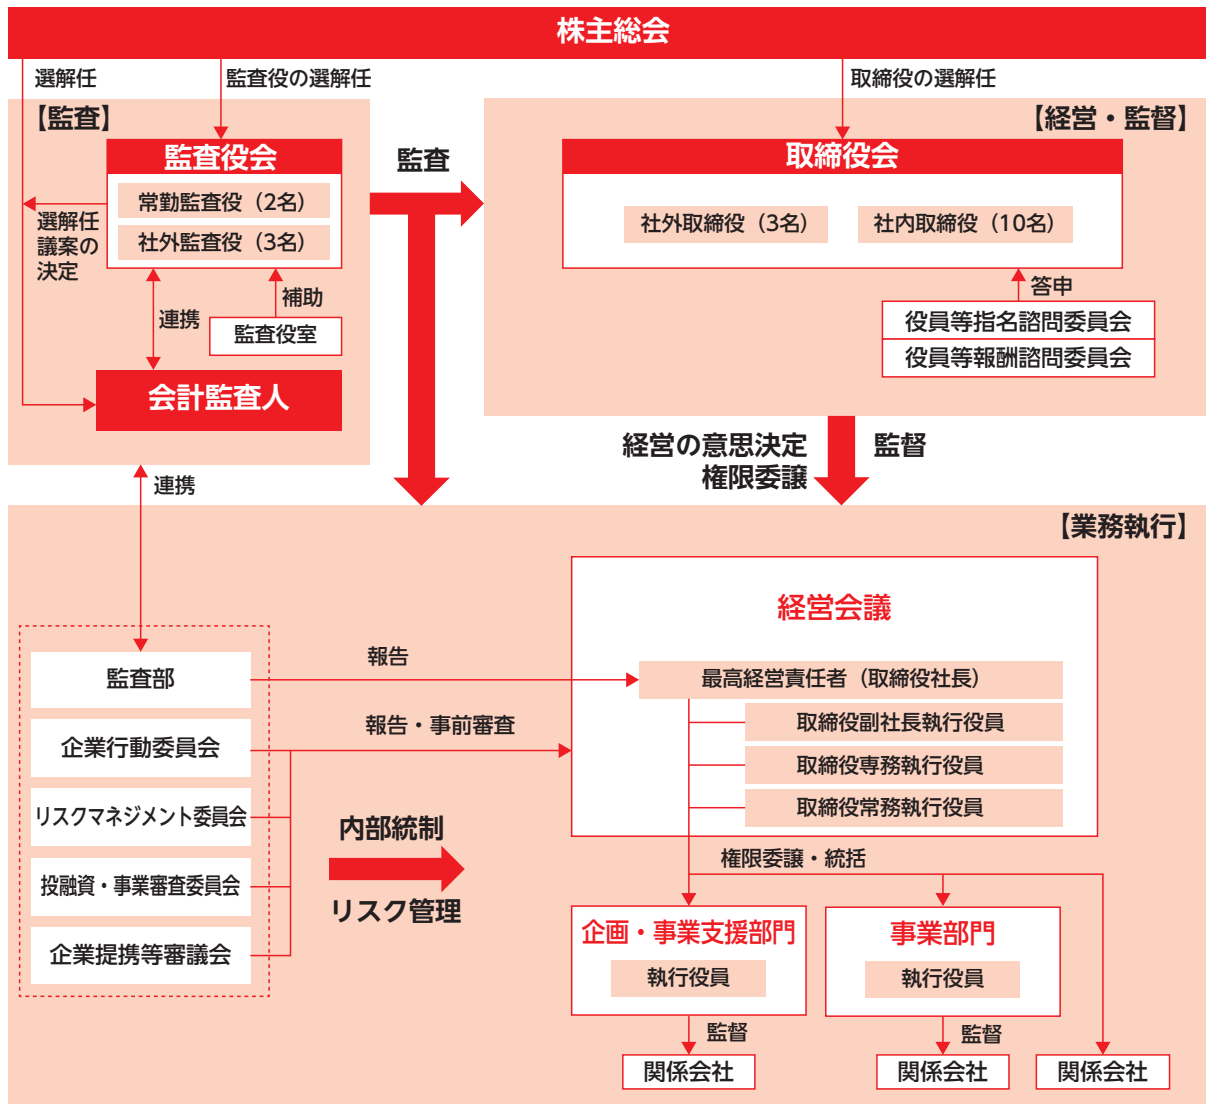 株主総会
選解任
監査役の選解任
取締役の選解任
【監査】
【経営・監督】
監査役会
常勤監査役（2名）
社外監査役（3名）
選解任
議案の
決定
連携
補助
監査役室
会計監査人
監査
取締役会
社外取締役（3名）
社内取締役（10名）
答申
役員等指名諮問委員会
役員等報酬諮問委員会
経営の意思決定
権限委譲
監督
連携
【業務執行】
監査部
企業行動委員会
リスクマネジメント委員会
投融資・事業審査委員会
企業提携等審議会
報告
報告・事前審査
内部統制
リスク管理
経営会議
最高経営責任者（取締役社長）
取締役副社長執行役員
取締役専務執行役員
取締役常務執行役員
権限委譲・統括
企画・事業支援部門
執行役員
事業部門
執行役員
監督
監督
関係会社
関係会社
関係会社